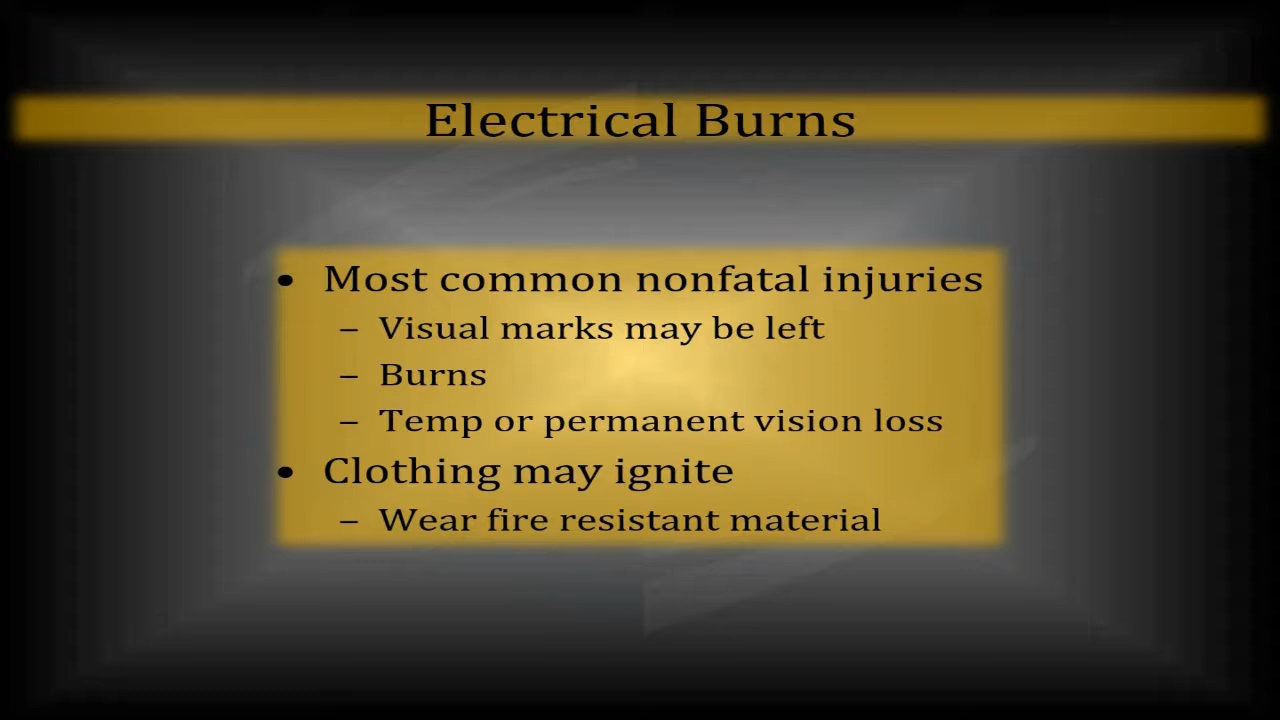 Electrical Burns
• Most common nonfatal injuries
– Visual marks may be left
– Burns
– Temp or permanent vision loss
• Clothing may ignite
– Wear fire resistant material